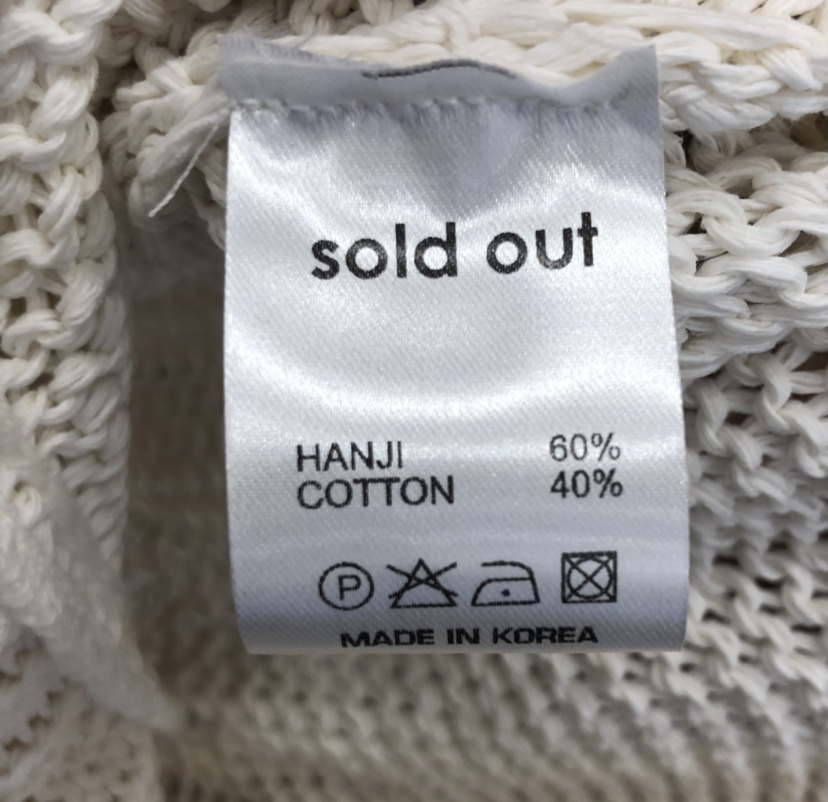 sold out
HANJI 60%
COTTON 40%
P
MADE IN KOREA